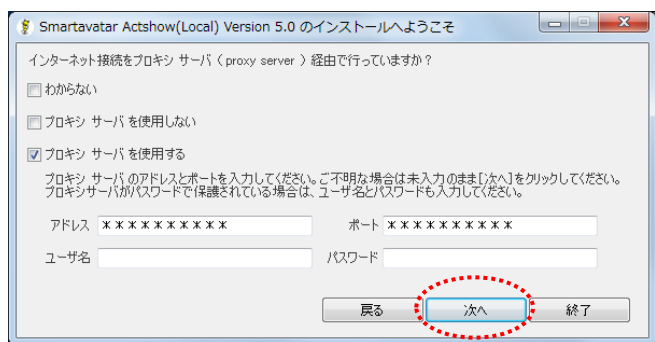 Smartavatar Actshow(Local) Version 5.0 のインストールへようこそ
インターネット接続をプロキシ サーバ ( proxy server ) 経由で行っていますか？
わからない
プロキシ サーバ を使用しない
プロキシ サーバ を使用する
プロキシ サーバ のアドレスとポートを入力してください。ご不明な場合は未入力のまま[次へ]をクリックしてください。
プロキシサーバがパスワードで保護されている場合は、ユーザ名とパスワードも入力してください。
アドレス ＊＊＊＊＊＊＊＊＊＊ ポート ＊＊＊＊＊＊＊＊＊＊
ユーザ名 パスワード
戻る 次へ 終了